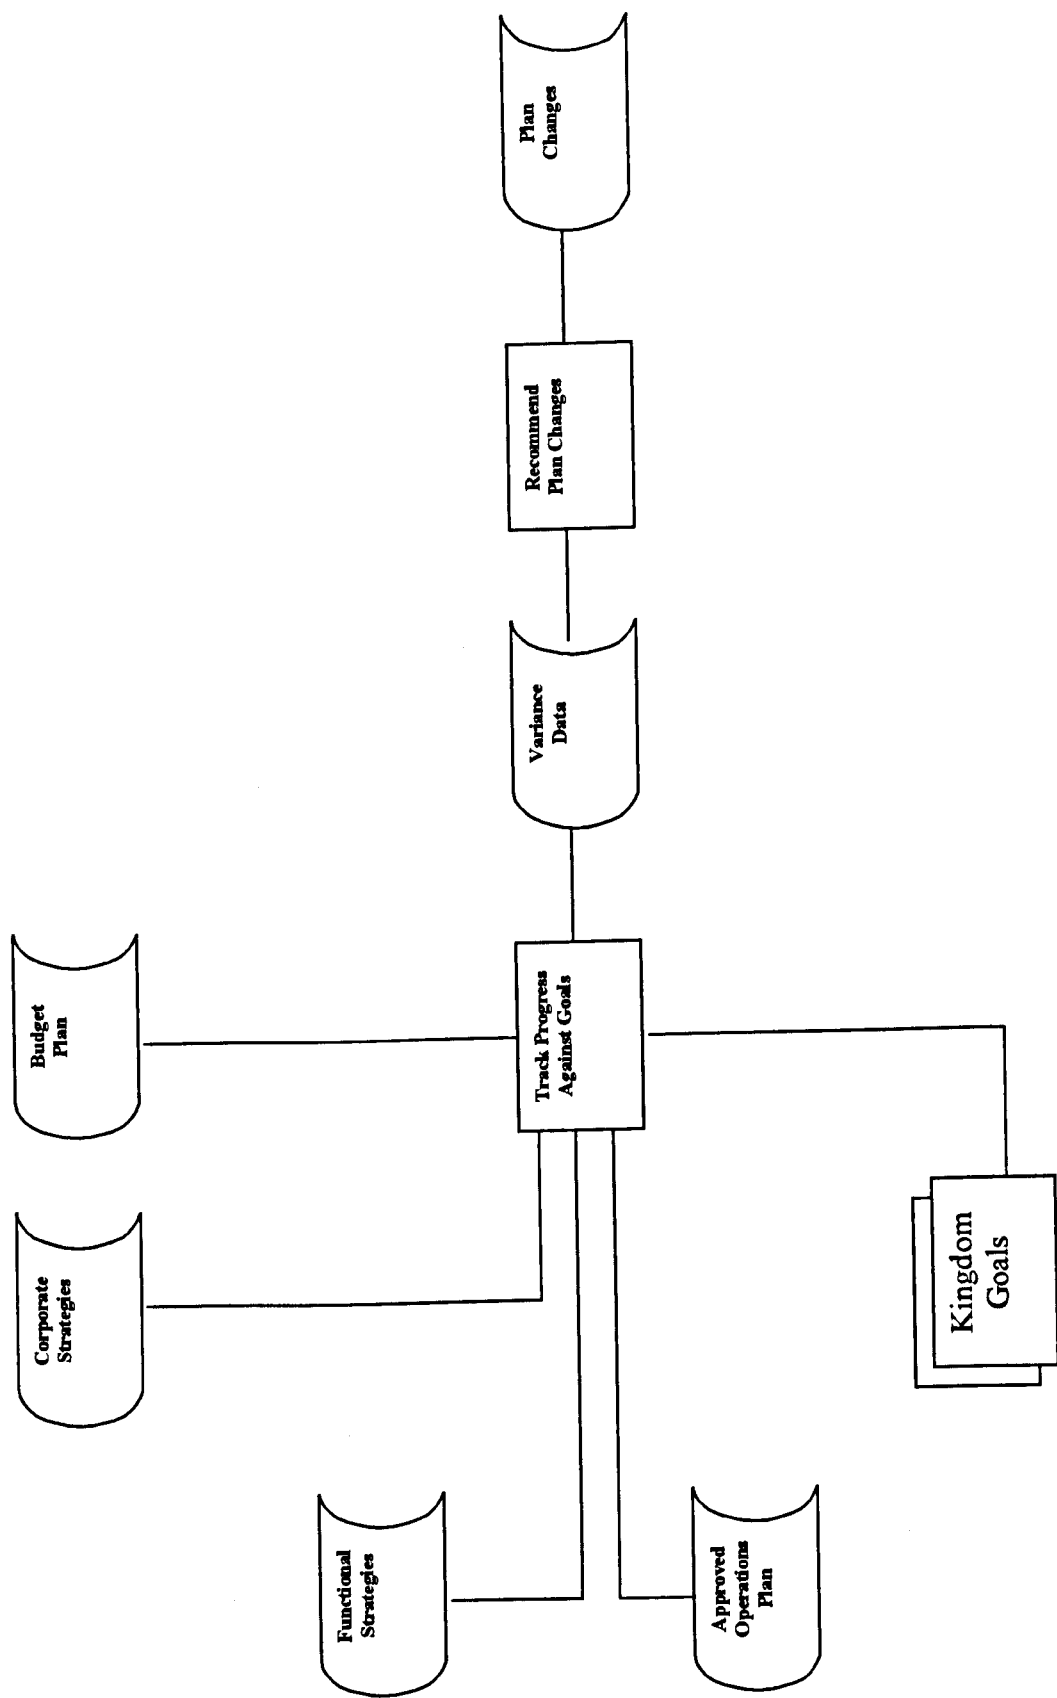 Functional
Strategies
Approved
Operations
Plan
Corporate
Strategies
Kingdom
Goals
Budget
Plan
Track Progress
Against Goals
Variance
Data
Recommend
Plan Changes
Plan
Changes